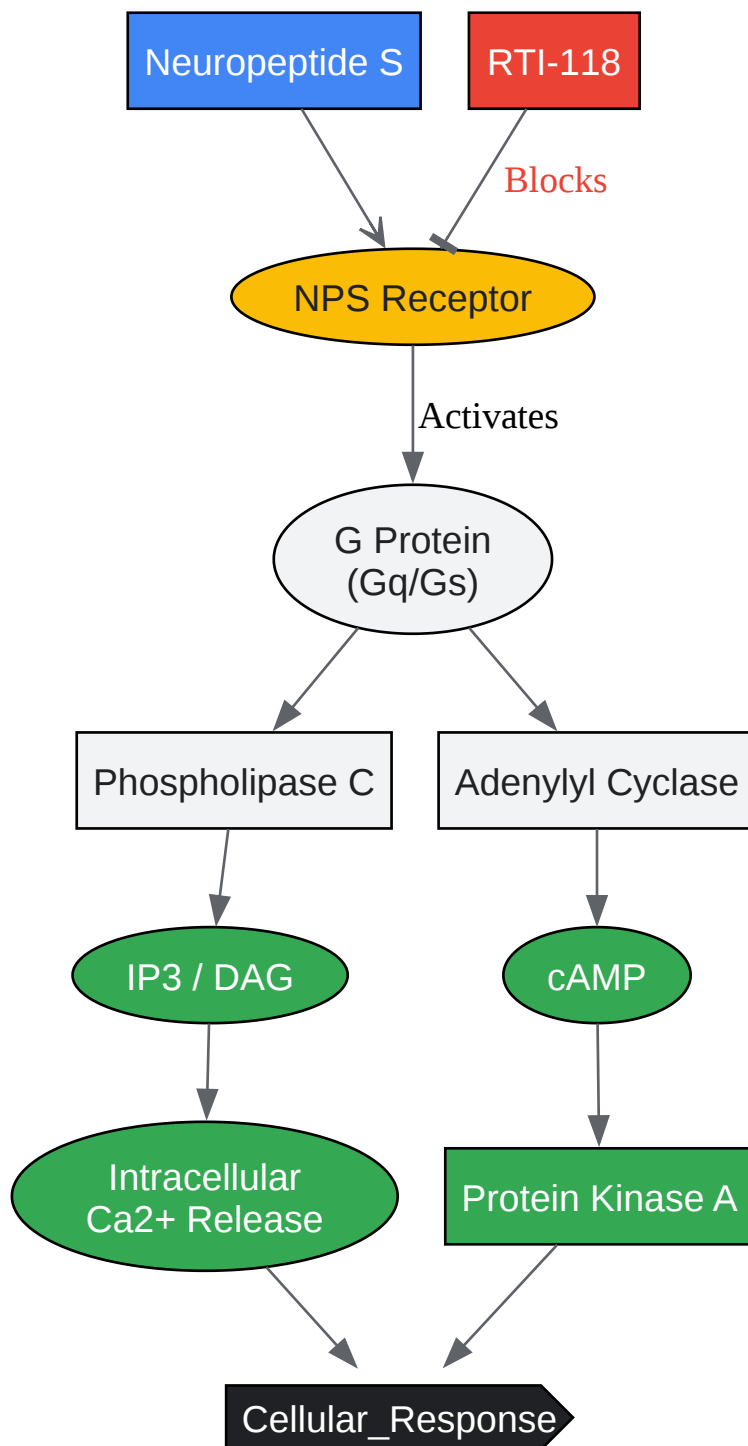 Neuropeptide S
RTI-118
Blocks
NPS Receptor
Activates
G Protein
(Gq/Gs)
Phospholipase C
Adenylyl Cyclase
IP3 / DAG
cAMP
Intracellular
Ca2+ Release
Protein Kinase A
Cellular_Response